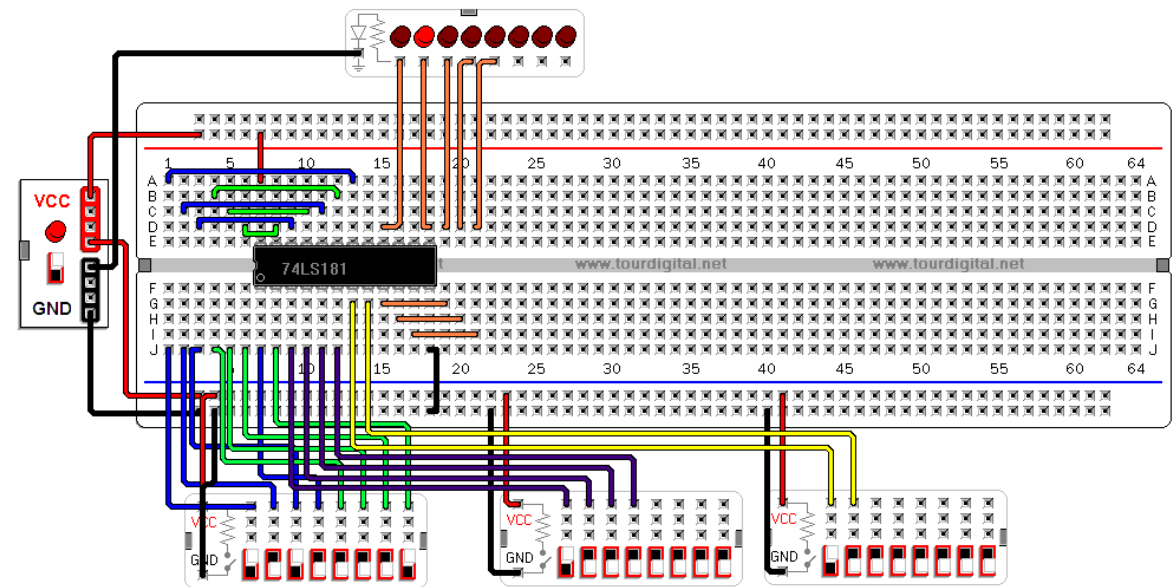 1 5 10 15 20 25 30 35 40 45 50 55 60 64
A A
B B
VCC
C C
D D
E E
74LS181 t www.tourdigital.net www.tourdigital.net
GND
F F
G G
H H
I I
J J
1 15 20 25 30 35 40 45 50 55 60 64
VCC VCC VCC
GND GND GND